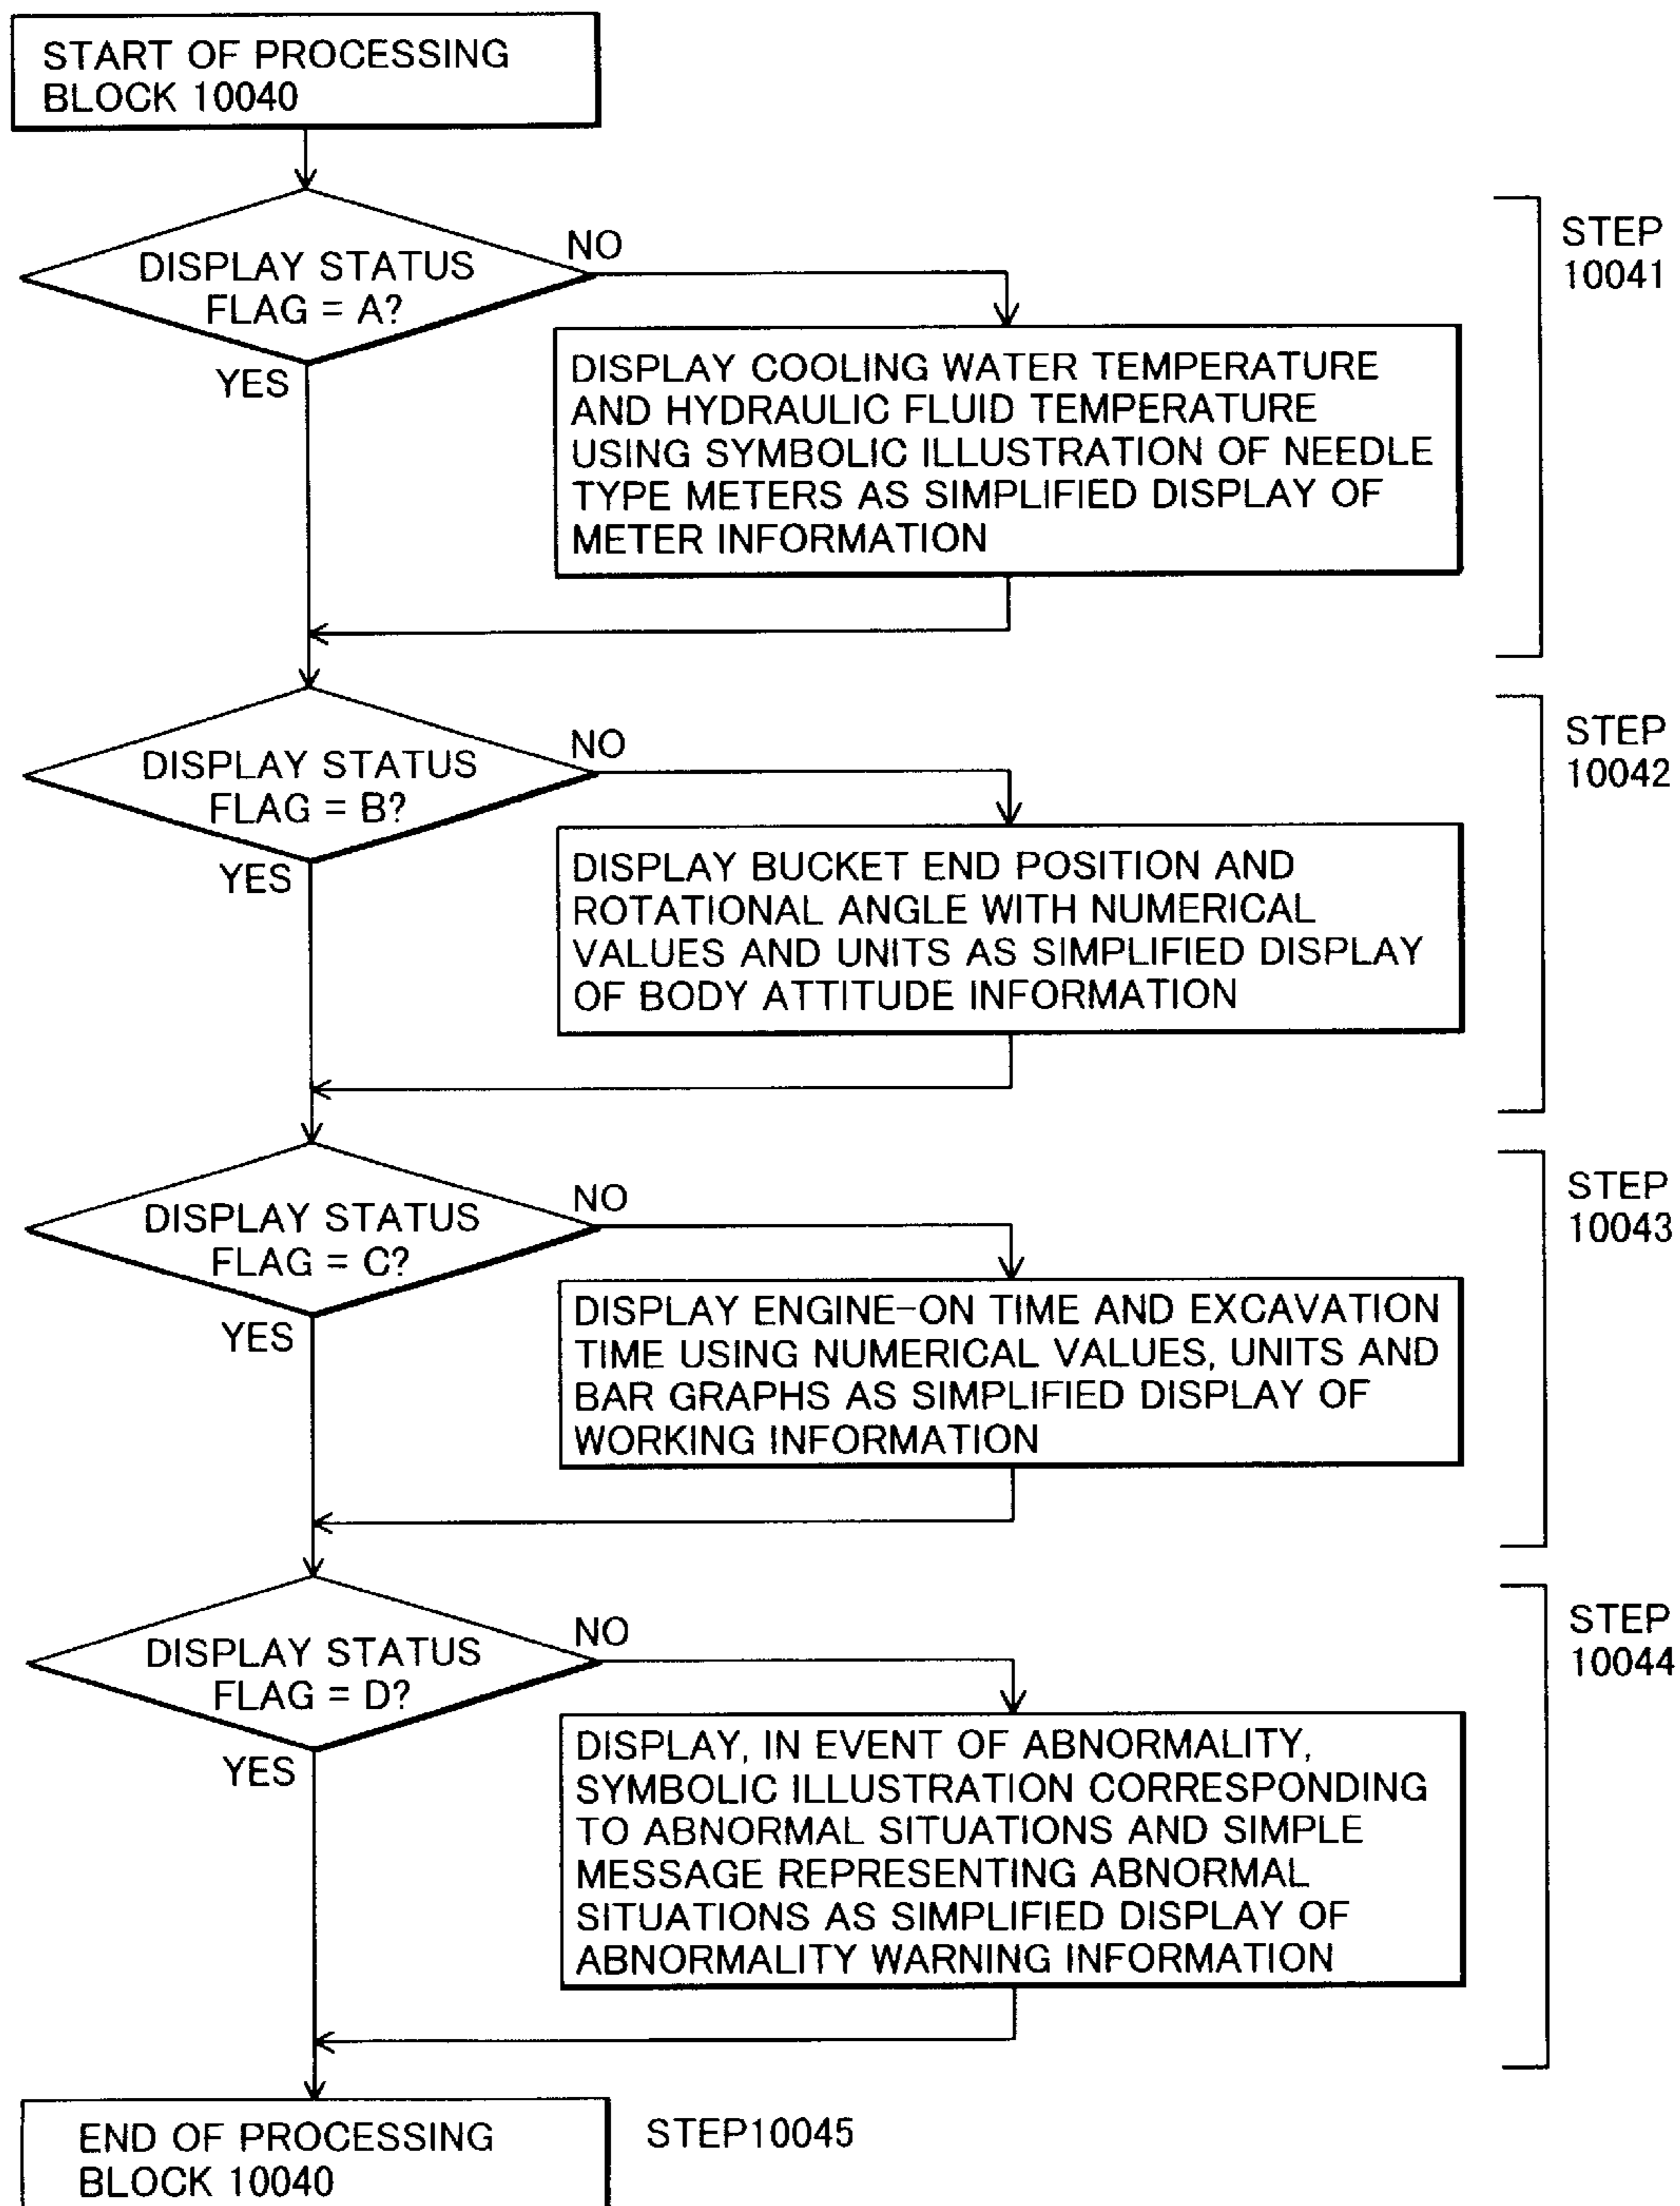 START OF PROCESSING
BLOCK 10040
DISPLAY STATUS
FLAG = A?
NO
YES
STEP
10041
DISPLAY COOLING WATER TEMPERATURE
AND HYDRAULIC FLUID TEMPERATURE
USING SYMBOLIC ILLUSTRATION OF NEEDLE
TYPE METERS AS SIMPLIFIED DISPLAY OF
METER INFORMATION
DISPLAY STATUS
FLAG = B?
NO
YES
STEP
10042
DISPLAY BUCKET END POSITION AND
ROTATIONAL ANGLE WITH NUMERICAL
VALUES AND UNITS AS SIMPLIFIED DISPLAY
OF BODY ATTITUDE INFORMATION
DISPLAY STATUS
FLAG = C?
NO
YES
STEP
10043
DISPLAY ENGINE-ON TIME AND EXCAVATION
TIME USING NUMERICAL VALUES, UNITS AND
BAR GRAPHS AS SIMPLIFIED DISPLAY OF
WORKING INFORMATION
DISPLAY STATUS
FLAG = D?
NO
YES
STEP
10044
DISPLAY, IN EVENT OF ABNORMALITY,
SYMBOLIC ILLUSTRATION CORRESPONDING
TO ABNORMAL SITUATIONS AND SIMPLE
MESSAGE REPRESENTING ABNORMAL
SITUATIONS AS SIMPLIFIED DISPLAY OF
ABNORMALITY WARNING INFORMATION
END OF PROCESSING
BLOCK 10040
STEP10045